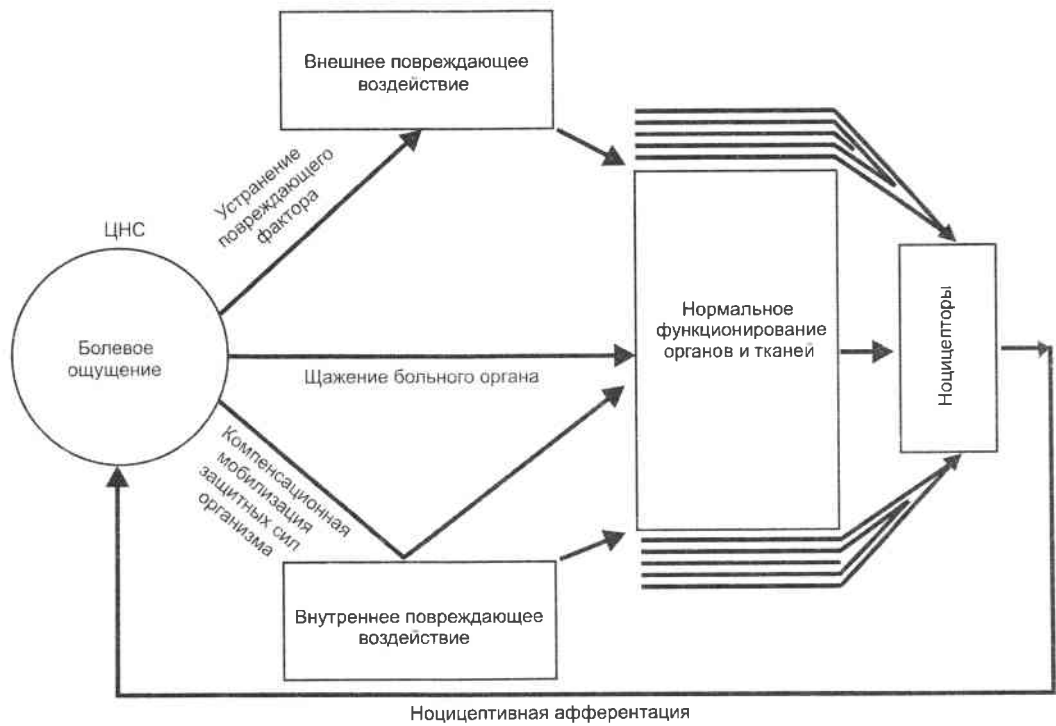 Внешнее повреждающее
воздействие
Устранение
повреждающего
фактора
ЦНС
Болевое
ощущение
Щажение больного органа
Нормальное
функционирование
органов и тканей
Ноцицепторы
Компенсационная
мобилизация
защитных сил
организма
Внутреннее повреждающее
воздействие
Ноцицептивная афферентация